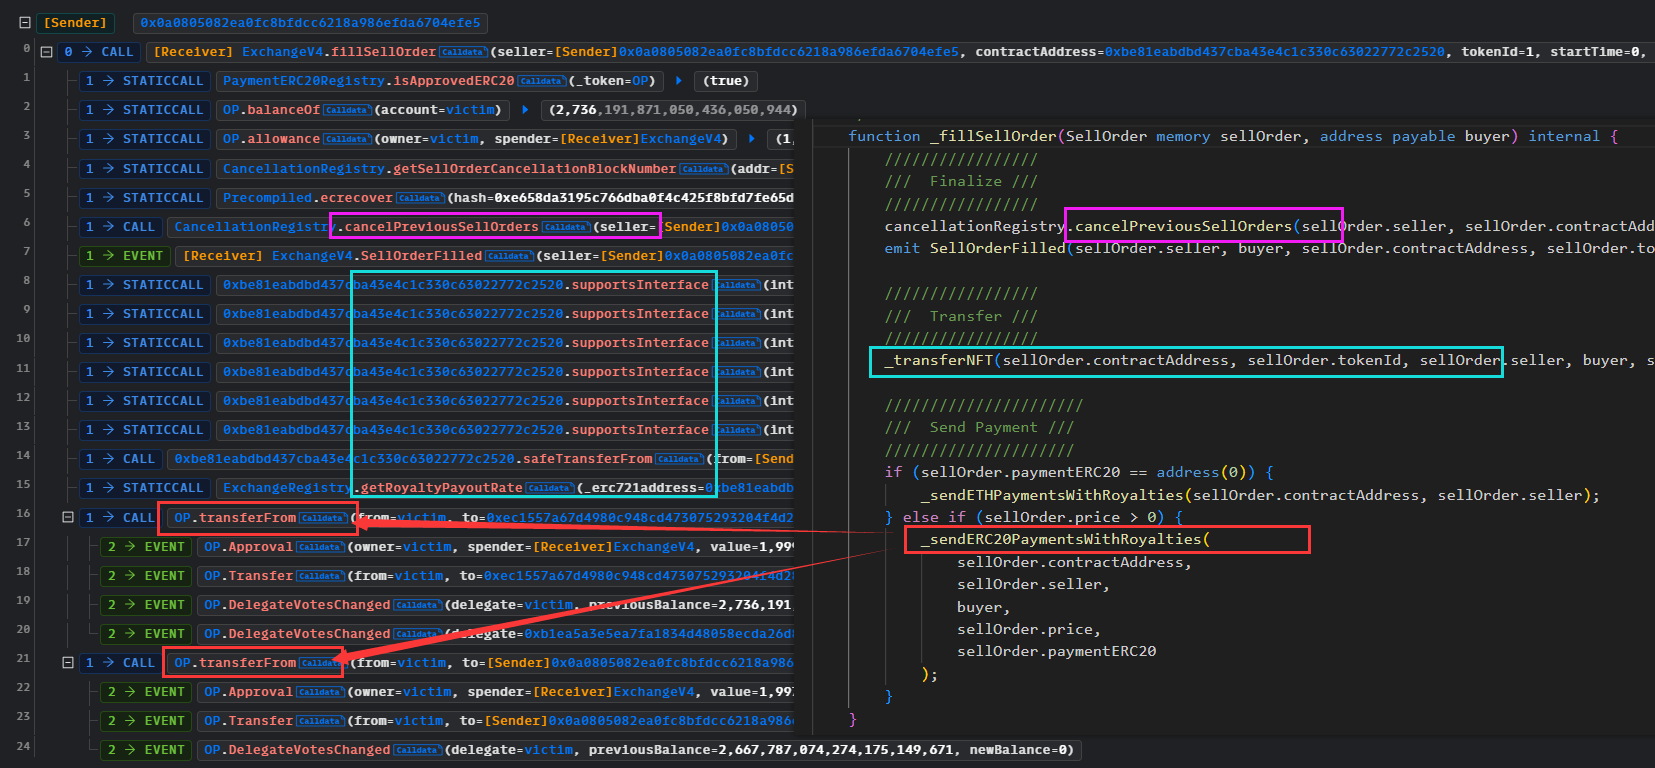 [Sender] 0x0a0805082ea0fc8bfdcc6218a986efda6704efe5
0 0 → CALL [Receiver] ExchangeV4.fillSellOrder Calldata (seller=[Sender]0x0a0805082ea0fc8bfdcc6218a986efda6704efe5, contractAddress=0xbe81eabdbd437cba43e4c1c330c63022772c2520, tokenId=1, startTime=0,
1 1 → STATICCALL PaymentERC20Registry.isApprovedERC20 Calldata (_token=OP) (true)
2 1 → STATICCALL OP.balanceOf Calldata (account=victim) (2,736,191,871,050,436,050,944)
3 1 → STATICCALL OP.allowance Calldata (owner=victim, spender=[Receiver]ExchangeV4) (1,
4 1 → STATICCALL CancellationRegistry.getSellOrderCancellationBlockNumber Calldata (addr=[S
5 1 → STATICCALL Precompiled.ecrecover Calldata (hash=0xe658da3195c766dba0f4c425f8bfd7fe65d
6 1 → CALL CancellationRegistry.cancelPreviousSellOrders Calldata (seller=[Sender]0x0a0805
7 1 → EVENT [Receiver] ExchangeV4.SellOrderFilled Calldata (seller=[Sender]0x0a0805082ea0fc
8 1 → STATICCALL 0xbe81eabdbd437cba43e4c1c330c63022772c2520.supportsInterface Calldata (int
9 1 → STATICCALL 0xbe81eabdbd437cba43e4c1c330c63022772c2520.supportsInterface Calldata (int
10 1 → STATICCALL 0xbe81eabdbd437cba43e4c1c330c63022772c2520.supportsInterface Calldata (int
11 1 → STATICCALL 0xbe81eabdbd437cba43e4c1c330c63022772c2520.supportsInterface Calldata (int
12 1 → STATICCALL 0xbe81eabdbd437cba43e4c1c330c63022772c2520.supportsInterface Calldata (int
13 1 → STATICCALL 0xbe81eabdbd437cba43e4c1c330c63022772c2520.supportsInterface Calldata (int
14 1 → CALL 0xbe81eabdbd437cba43e4c1c330c63022772c2520.safeTransferFrom Calldata (from=[Send
15 1 → STATICCALL ExchangeRegistry.getRoyaltyPayoutRate Calldata (_erc721address=0xbe81eabdb
16 1 → CALL OP.transferFrom Calldata (from=victim, to=0xec1557a67d4980c948cd473075293204f4d2
17 2 → EVENT OP.Approval Calldata (owner=victim, spender=[Receiver]ExchangeV4, value=1,999
18 2 → EVENT OP.Transfer Calldata (from=victim, to=0xec1557a67d4980c948cd473075293204f4d28
19 2 → EVENT OP.DelegateVotesChanged Calldata (delegate=victim, previousBalance=2,736,191,
20 2 → EVENT OP.DelegateVotesChanged Calldata (delegate=0xb1ea5a3e5ea7fa1834d48058ecda26d8
21 1 → CALL OP.transferFrom Calldata (from=victim, to=[Sender]0x0a0805082ea0fc8bfdcc6218a986
22 2 → EVENT OP.Approval Calldata (owner=victim, spender=[Receiver]ExchangeV4, value=1,997
23 2 → EVENT OP.Transfer Calldata (from=victim, to=[Sender]0x0a0805082ea0fc8bfdcc6218a986e
24 2 → EVENT OP.DelegateVotesChanged Calldata (delegate=victim, previousBalance=2,667,787,074,274,175,149,671, newBalance=0)
function _fillSellOrder(SellOrder memory sellOrder, address payable buyer) internal {
/////////////////
/// Finalize ///
/////////////////
cancellationRegistry.cancelPreviousSellOrders(sellOrder.seller, sellOrder.contractAdd
emit SellOrderFilled(sellOrder.seller, buyer, sellOrder.contractAddress, sellOrder.to
/////////////////
/// Transfer ///
/////////////////
_transferNFT(sellOrder.contractAddress, sellOrder.tokenId, sellOrder.seller, buyer, s
//////////////////////
/// Send Payment ///
/////////////////////
if (sellOrder.paymentERC20 == address(0)) {
_sendETHPaymentsWithRoyalties(sellOrder.contractAddress, sellOrder.seller);
} else if (sellOrder.price > 0) {
_sendERC20PaymentsWithRoyalties(
sellOrder.contractAddress,
sellOrder.seller,
buyer,
sellOrder.price,
sellOrder.paymentERC20
);
}
}